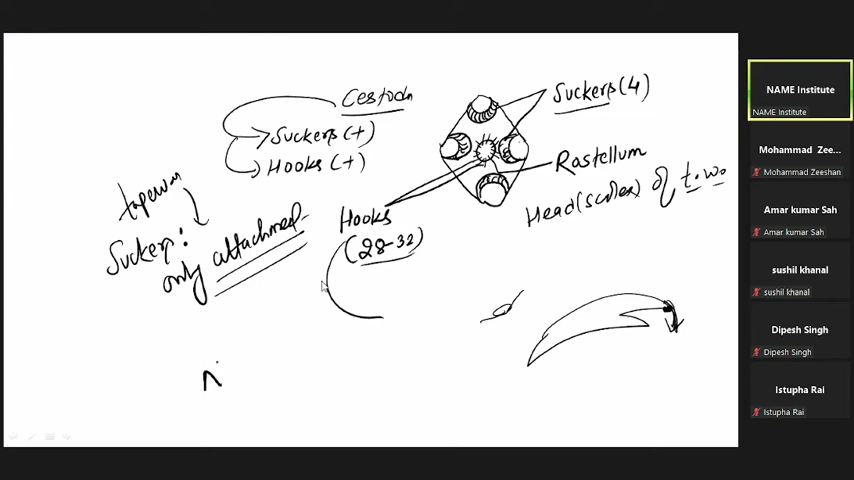 Cestoda
Suckers (+)
Hooks (+)
Suckers (4)
Rastellum
Head (scolex) of t.w.
Hooks
(28-32)
tapeworm
Suckers:
only attached
NAME Institute
NAME Institute
Mohammad Zee...
Mohammad Zeeshan
Amar kumar Sah
Amar kumar Sah
sushil khanal
sushil khanal
Dipesh Singh
Dipesh Singh
Istupha Rai
Istupha Rai